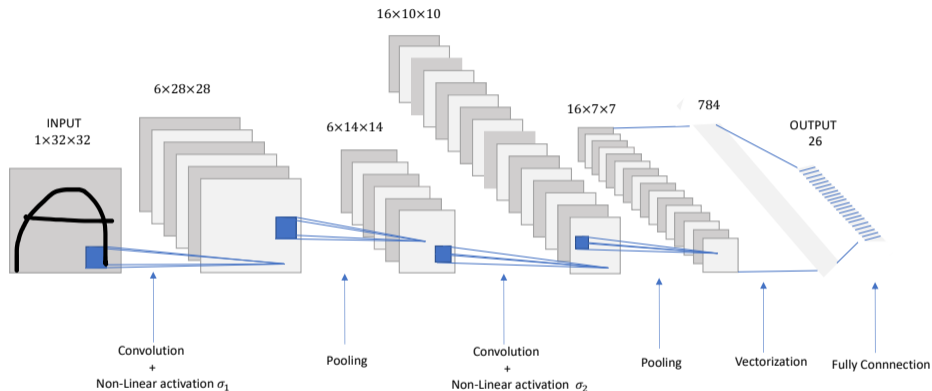 16×10×10
6×28×28
16×7×7
784
INPUT
1×32×32
6×14×14
OUTPUT
26
Convolution
+
Non-Linear activation σ₁
Pooling
Convolution
+
Non-Linear activation σ₂
Pooling
Vectorization
Fully Connnection